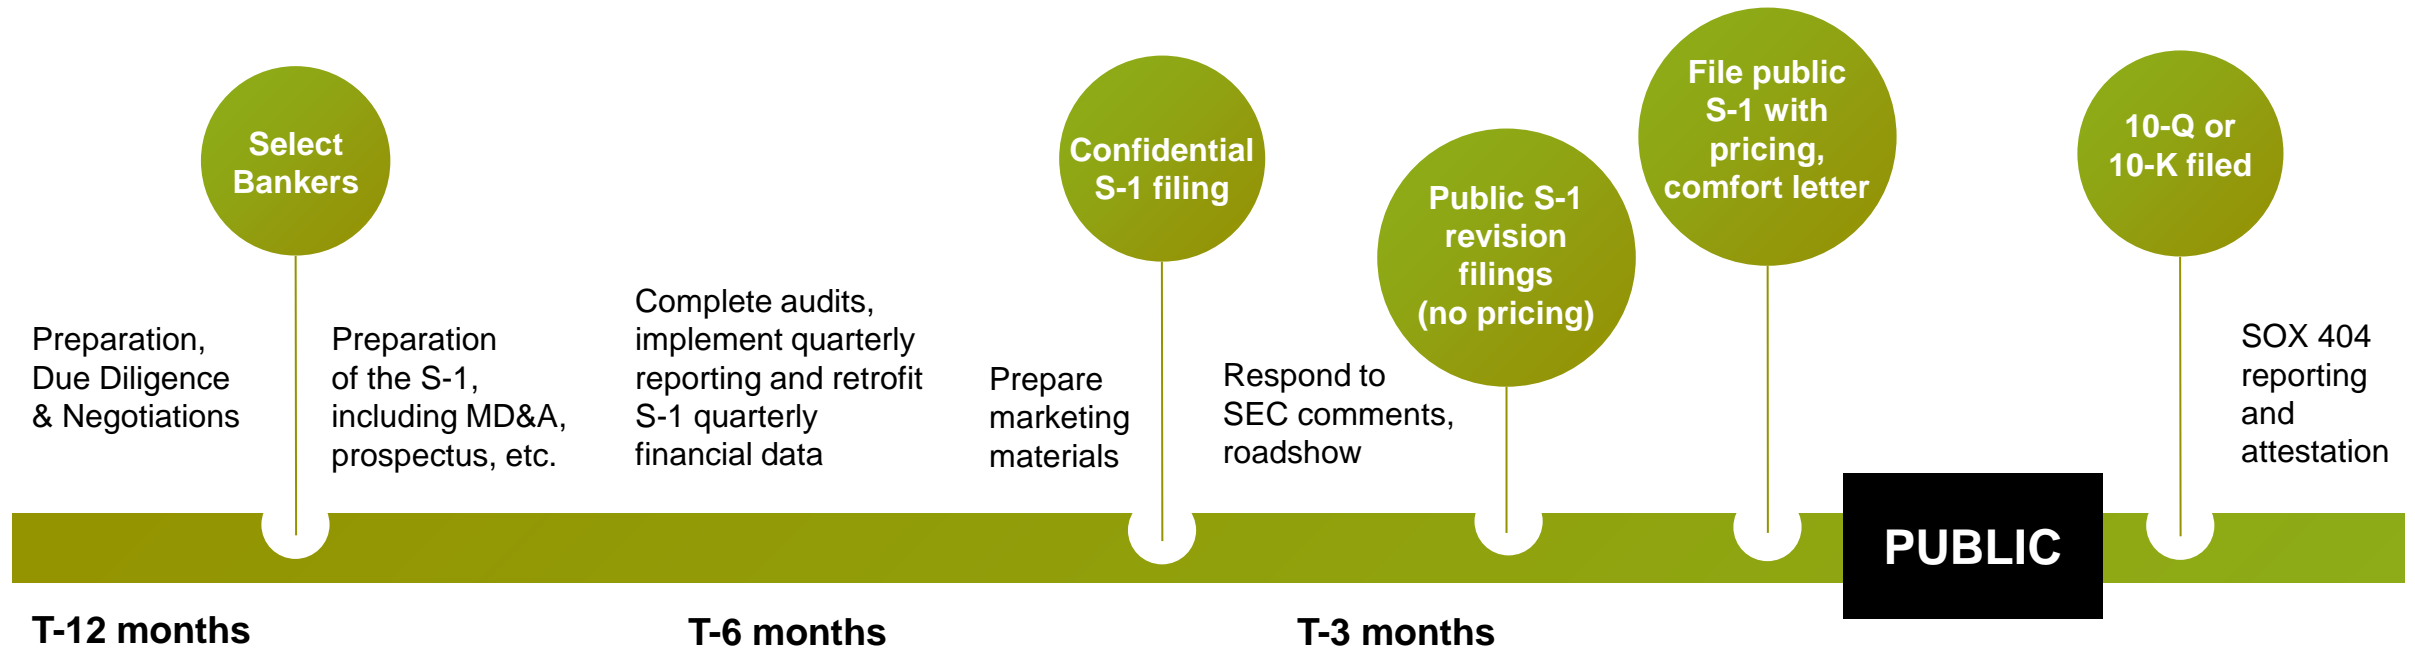 Preparation,
Due Diligence
& Negotiations
Select
Bankers
Preparation
of the S-1,
including MD&A,
prospectus, etc.
Complete audits,
implement quarterly
reporting and retrofit
S-1 quarterly
financial data
Prepare
marketing
materials
Confidential
S-1 filing
Respond to
SEC comments,
roadshow
Public S-1
revision
filings
(no pricing)
File public
S-1 with
pricing,
comfort letter
PUBLIC
10-Q or
10-K filed
SOX 404
reporting
and
attestation
T-12 months
T-6 months
T-3 months